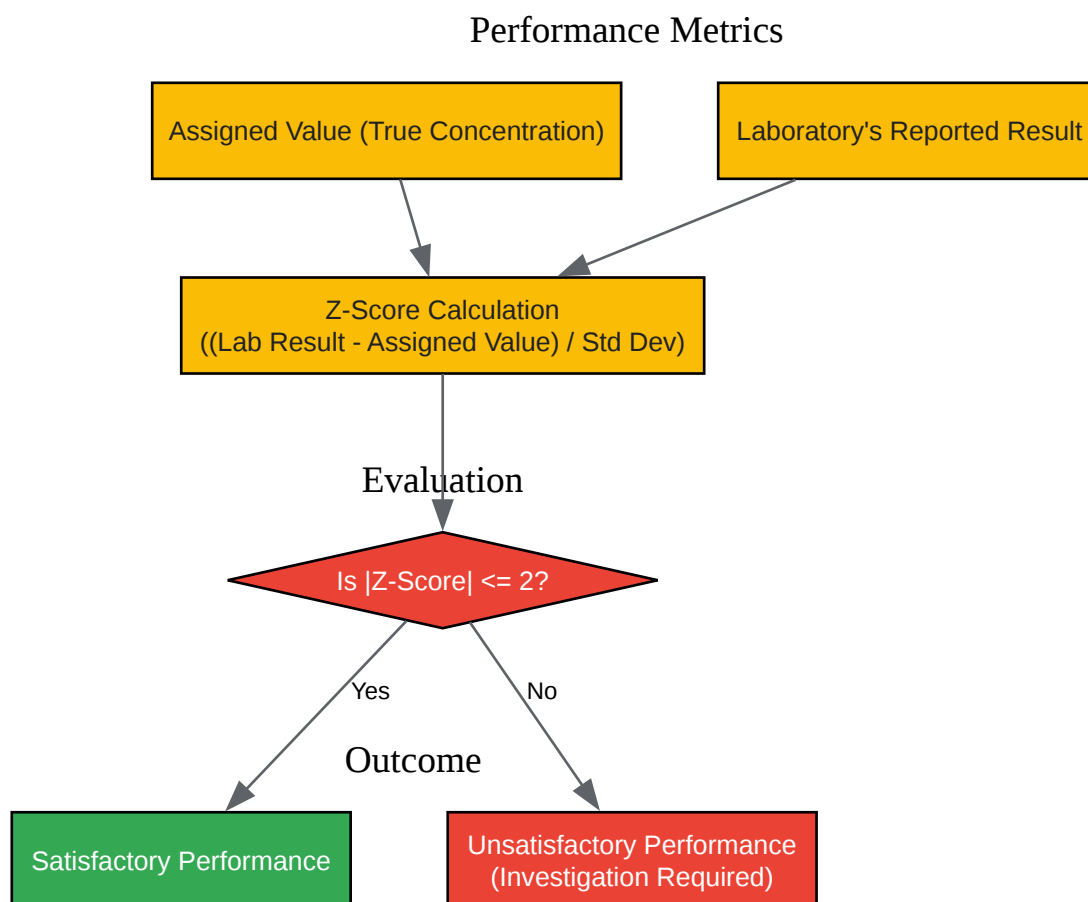 Performance Metrics
Assigned Value (True Concentration)
Laboratory's Reported Result
Z-Score Calculation
((Lab Result - Assigned Value) / Std Dev)
Evaluation
Is |Z-Score| <= 2?
Yes
No
Outcome
Satisfactory Performance
Unsatisfactory Performance
(Investigation Required)